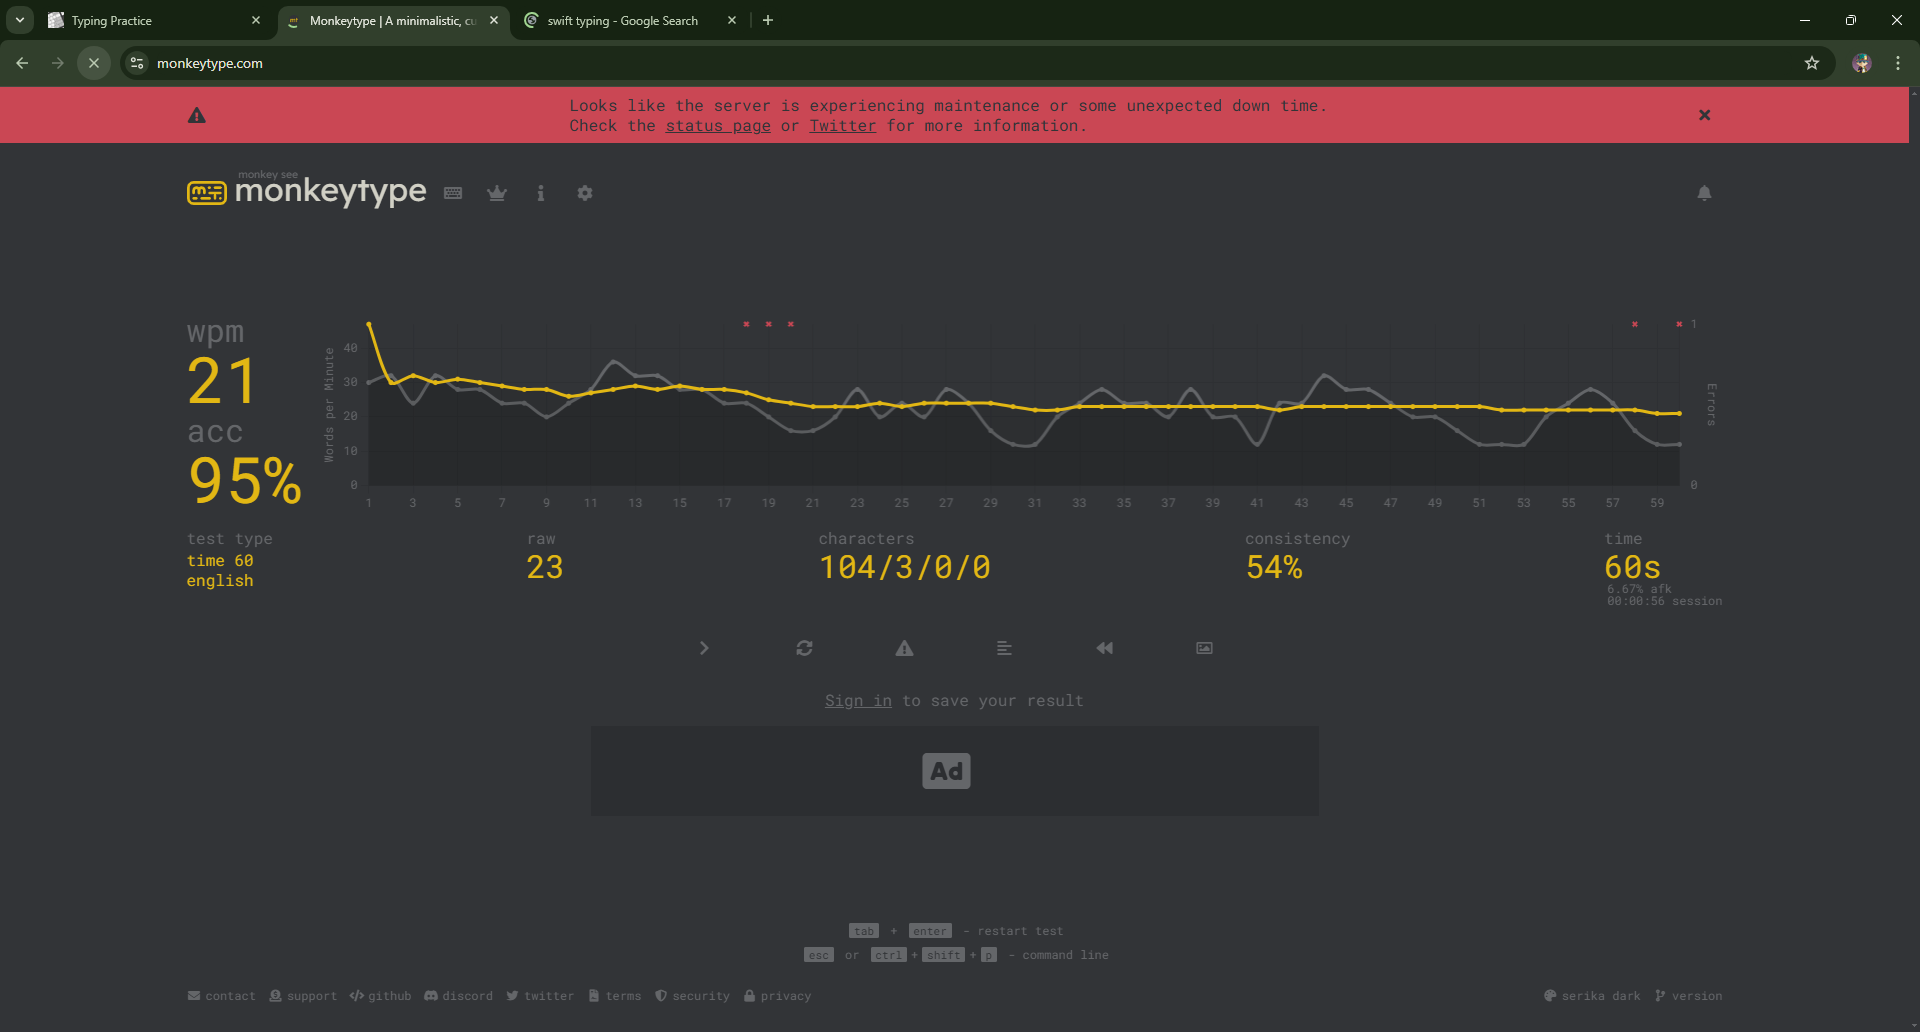 Typing Practice
Monkeytype | A minimalistic, cu
swift typing - Google Search
monkeytype.com
Looks like the server is experiencing maintenance or some unexpected down time.
Check the status page or Twitter for more information.
monkey see
monkeytype
wpm
21
acc
95%
Words per Minute
40
30
20
10
0
1
0
Errors
1 3 5 7 9 11 13 15 17 19 21 23 25 27 29 31 33 35 37 39 41 43 45 47 49 51 53 55 57 59
test type
time 60
english
raw
23
characters
104/3/0/0
consistency
54%
time
60s
6.67% afk
00:00:56 session
Sign in to save your result
Ad
tab + enter - restart test
esc or ctrl + shift + p - command line
contact support github discord twitter terms security privacy
serika dark version